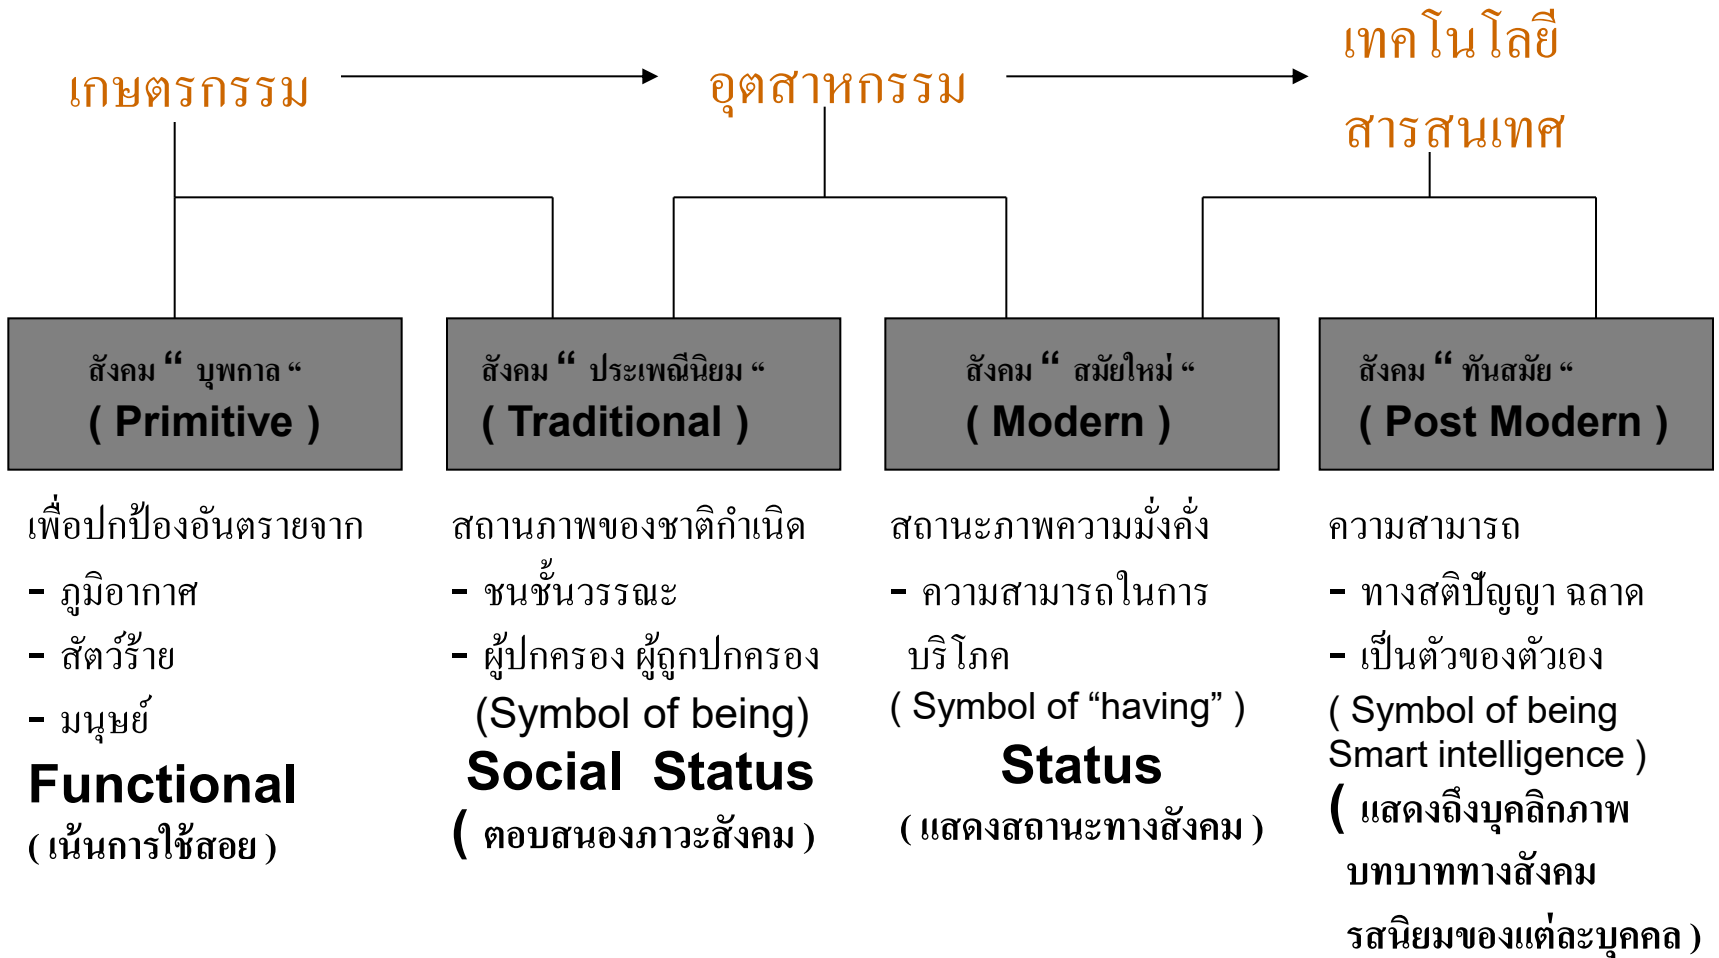 เกษตรกรรม
อุตสาหกรรม
เทคโนโลยี
สารสนเทศ
สังคม “ บุพกาล “
( Primitive )
เพื่อปกป้องอันตรายจาก
- ภูมิอากาศ
- สัตว์ร้าย
- มนุษย์
Functional
( เน้นการใช้สอย )
สังคม “ ประเพณีนิยม “
( Traditional )
สถานภาพของชาติกำเนิด
- ชนชั้นวรรณะ
- ผู้ปกครอง ผู้ถูกปกครอง
(Symbol of being)
Social Status
( ตอบสนองภาวะสังคม )
สังคม “ สมัยใหม่ “
( Modern )
สถานะภาพความมั่งคั่ง
- ความสามารถในการ
บริโภค
( Symbol of “having” )
Status
( แสดงสถานะทางสังคม )
สังคม “ ทันสมัย “
( Post Modern )
ความสามารถ
- ทางสติปัญญา ฉลาด
- เป็นตัวของตัวเอง
( Symbol of being
Smart intelligence )
( แสดงถึงบุคลิกภาพ
บทบาททางสังคม
รสนิยมของแต่ละบุคคล )